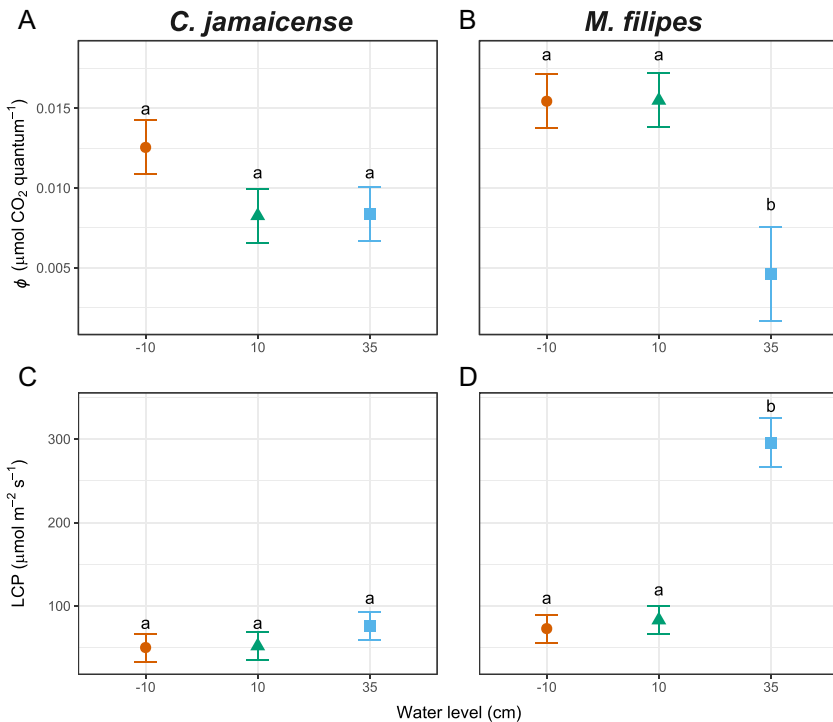 A C. jamaicense B M. filipes
ϕ (μmol CO₂ quantum⁻¹)
0.015
0.010
0.005
a a a
a a b
-10 10 35
-10 10 35
C D
LCP (μmol m⁻² s⁻¹)
300
200
100
a a a
a a b
-10 10 35
-10 10 35
Water level (cm)